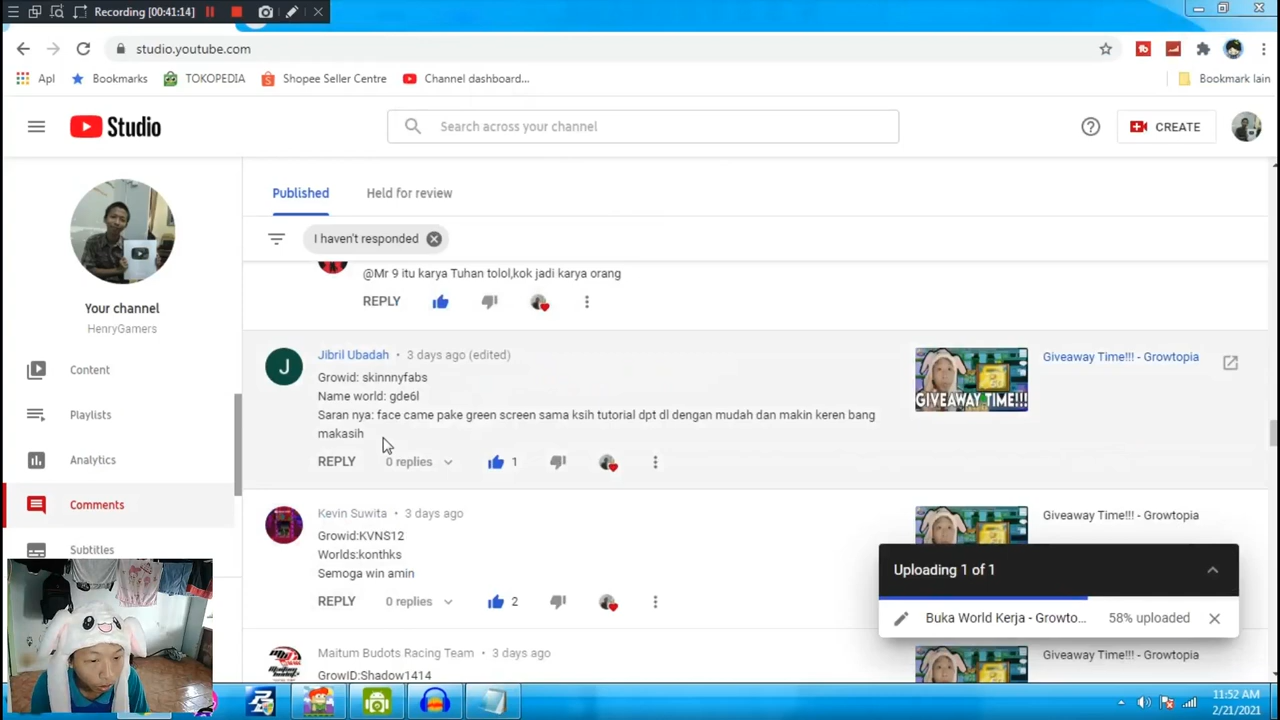 Recording [00:41:14]
studio.youtube.com
Apl Bookmarks TOKOPEDIA Shopee Seller Centre Channel dashboard... Bookmark lain
Studio
Search across your channel
CREATE
Your channel
HenryGamers
Content
Playlists
Analytics
Comments
Subtitles
Published Held for review
I haven't responded
@Mr 9 itu karya Tuhan tolol,kok jadi karya orang
REPLY
J
Jibril Ubadah • 3 days ago (edited)
Growid: skinnnyfabs
Name world: gde6l
Saran nya: face came pake green screen sama ksih tutorial dpt dl dengan mudah dan makin keren bang
makasih
REPLY 0 replies 1
GIVEAWAY TIME!!!
Giveaway Time!!! - Growtopia
Kevin Suwita • 3 days ago
Growid:KVNS12
Worlds:konthks
Semoga win amin
REPLY 0 replies 2
Giveaway Time!!! - Growtopia
Maitum Budots Racing Team • 3 days ago
GrowID:Shadow1414
Giveaway Time!!! - Growtopia
Uploading 1 of 1
Buka World Kerja - Growto... 58% uploaded
11:52 AM
2/21/2021